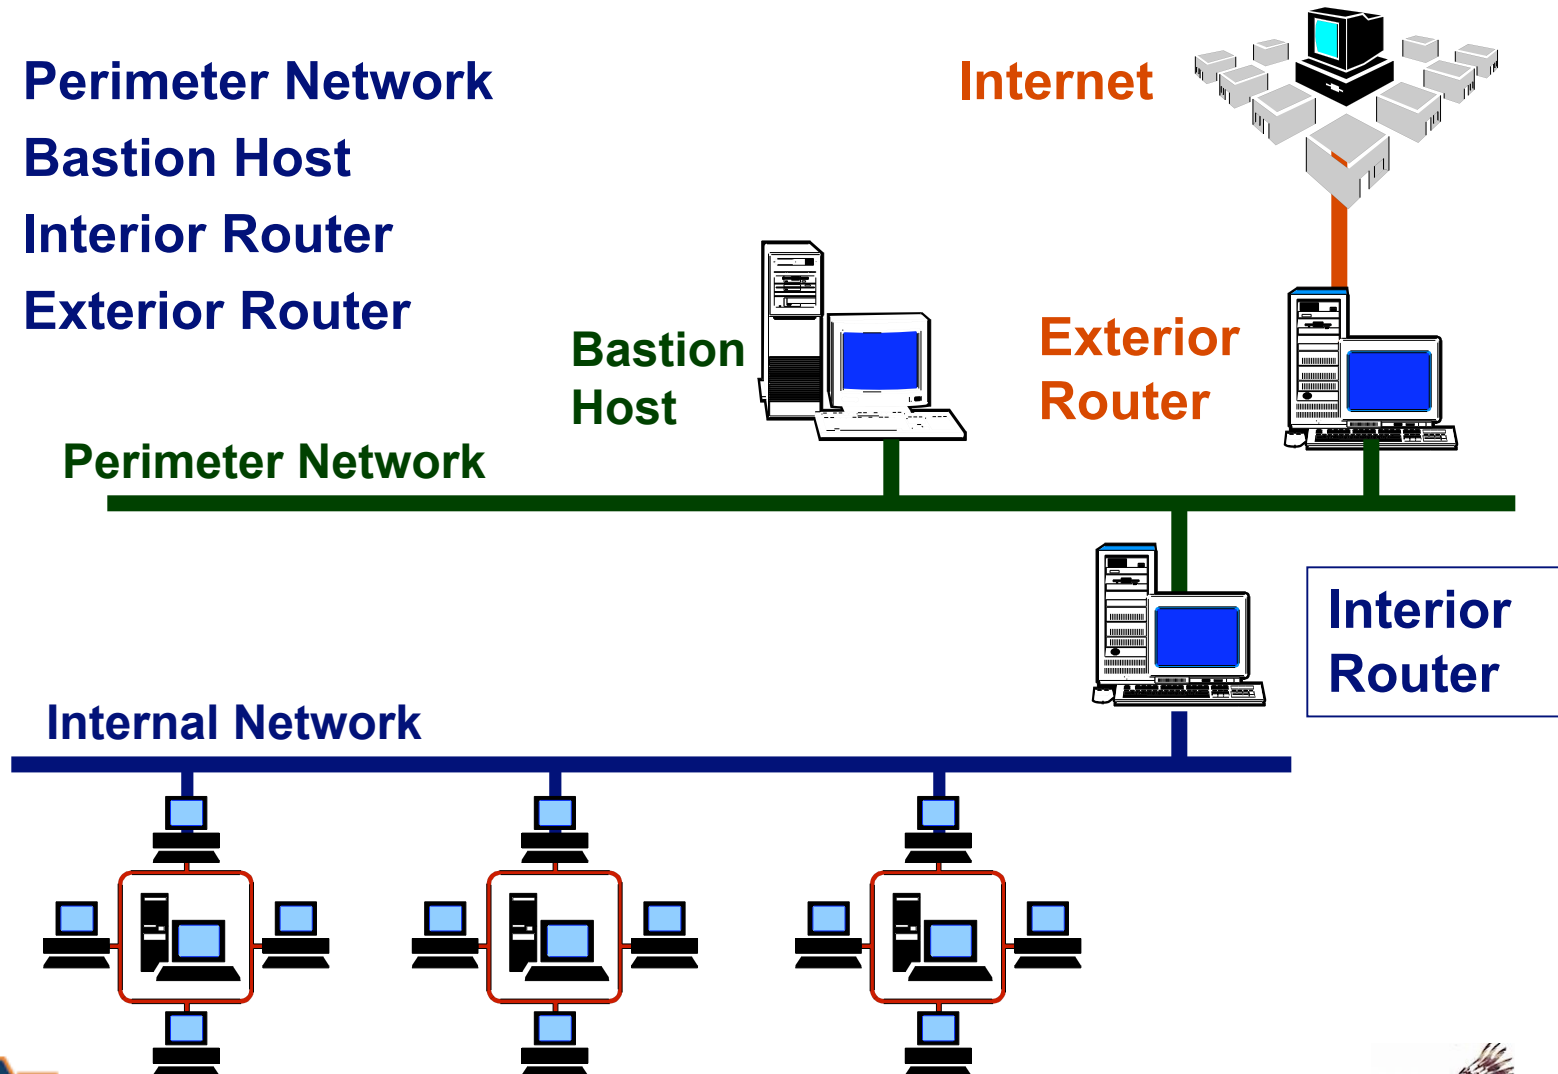 Perimeter Network
Bastion Host
Interior Router
Exterior Router
Internet
Bastion
Host
Exterior
Router
Perimeter Network
Interior
Router
Internal Network